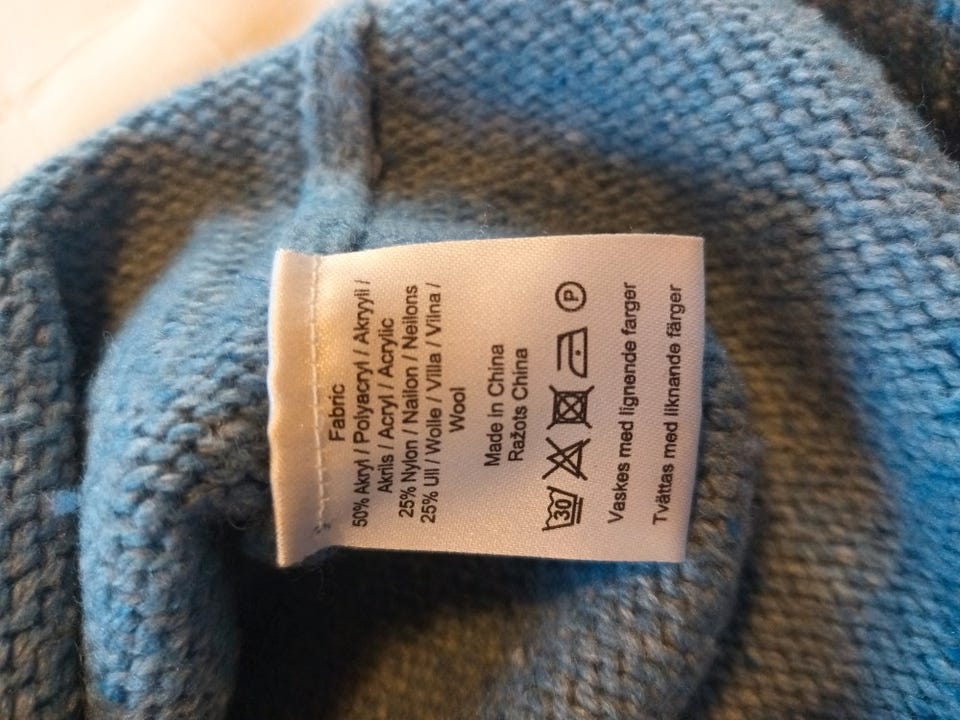 Fabric
50% Akryl / Polyacryl / Akryyli /
Akrils / Acryl / Acrylic
25% Nylon / Nailon / Neilons
25% Ull / Wolle / Villa / Vilna /
Wool
Made in China
Ražots China
30 P
Vaskes med lignende farger
Tvättas med liknande färger